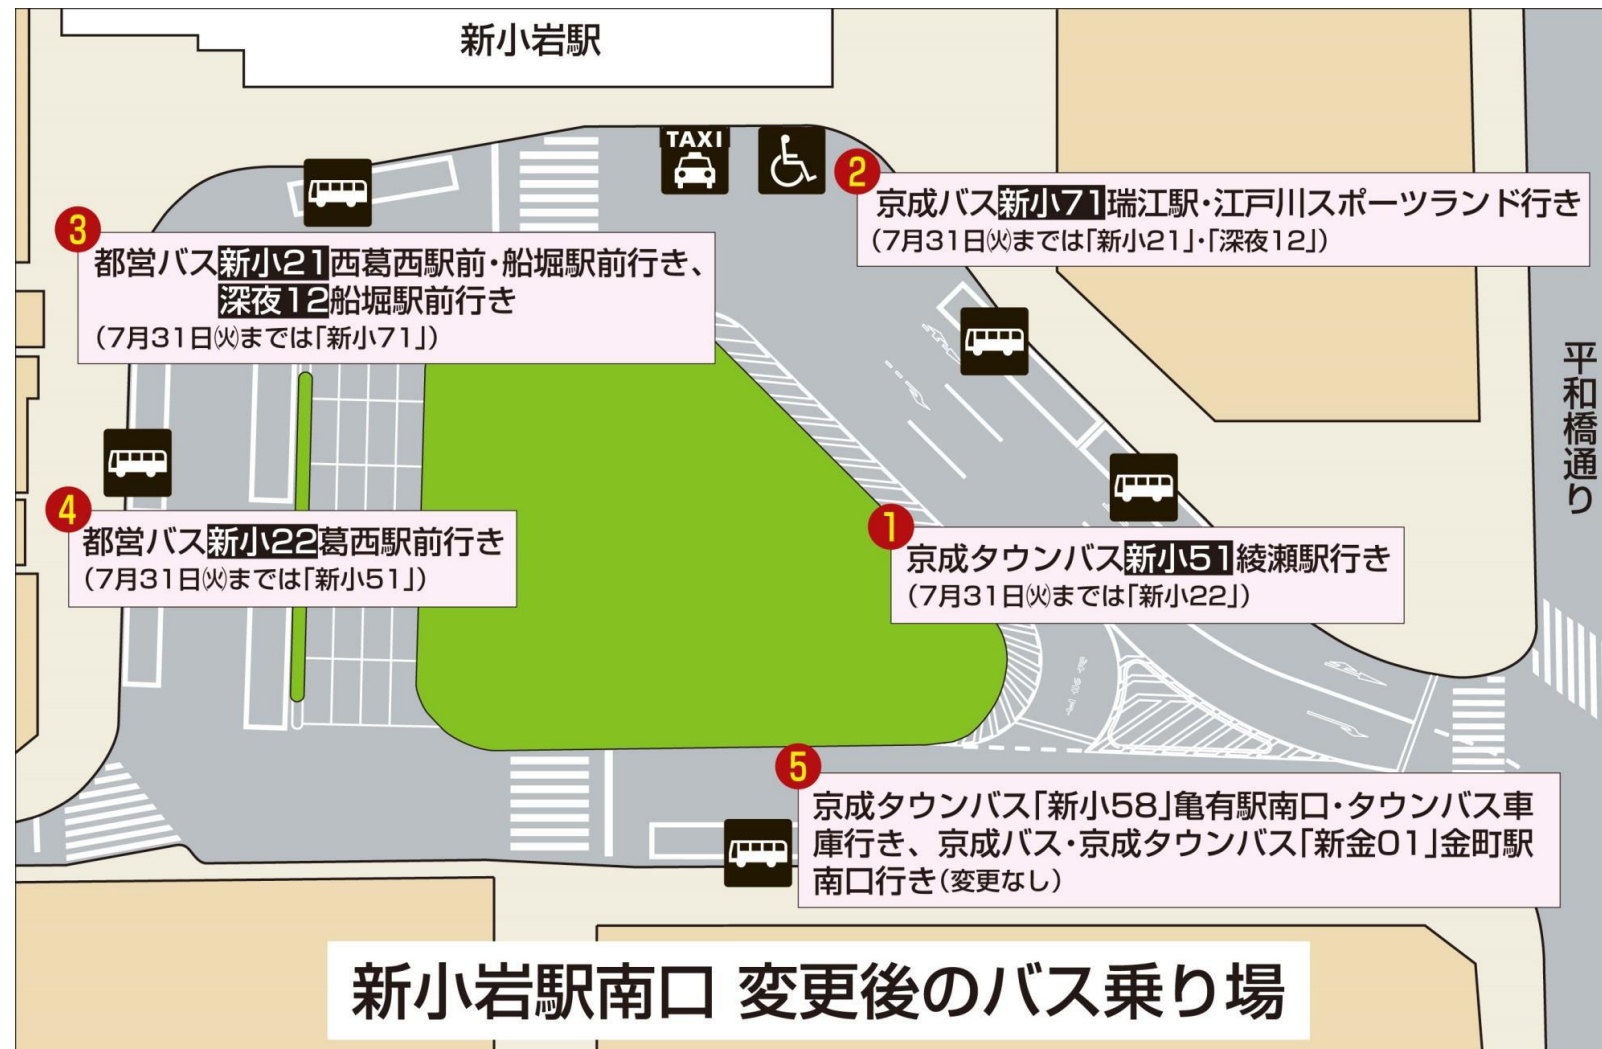 新小岩駅
TAXI
2
京成バス新小71瑞江駅・江戸川スポーツランド行き
(7月31日㈫までは「新小21」・「深夜12」)
3
都営バス新小21西葛西駅前・船堀駅前行き、
深夜12船堀駅前行き
(7月31日㈫までは「新小71」)
平和橋通り
4
都営バス新小22葛西駅前行き
(7月31日㈫までは「新小51」)
1
京成タウンバス新小51綾瀬駅行き
(7月31日㈫までは「新小22」)
5
京成タウンバス「新小58」亀有駅南口・タウンバス車
庫行き、京成バス・京成タウンバス「新金01」金町駅
南口行き(変更なし)
新小岩駅南口 変更後のバス乗り場